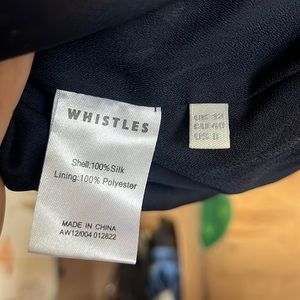 WHISTLES
Shell:100%Silk
Lining:100% Polyester
MADE IN CHINA
AW12/004 012822
UK 12
EUR 40
US 8